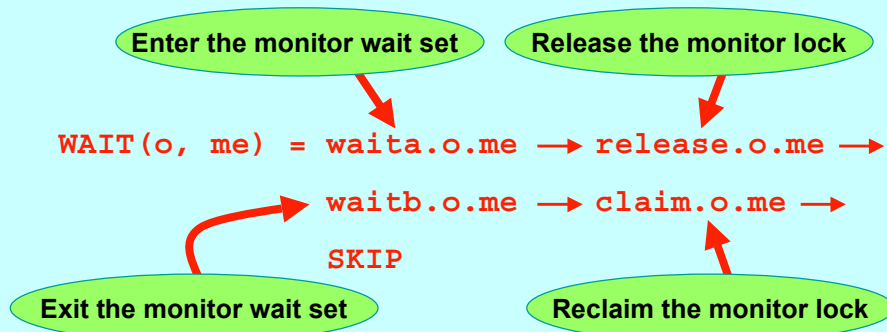 Enter the monitor wait set
Release the monitor lock
WAIT(o, me) = waita.o.me → release.o.me →
waitb.o.me → claim.o.me →
SKIP
Exit the monitor wait set
Reclaim the monitor lock